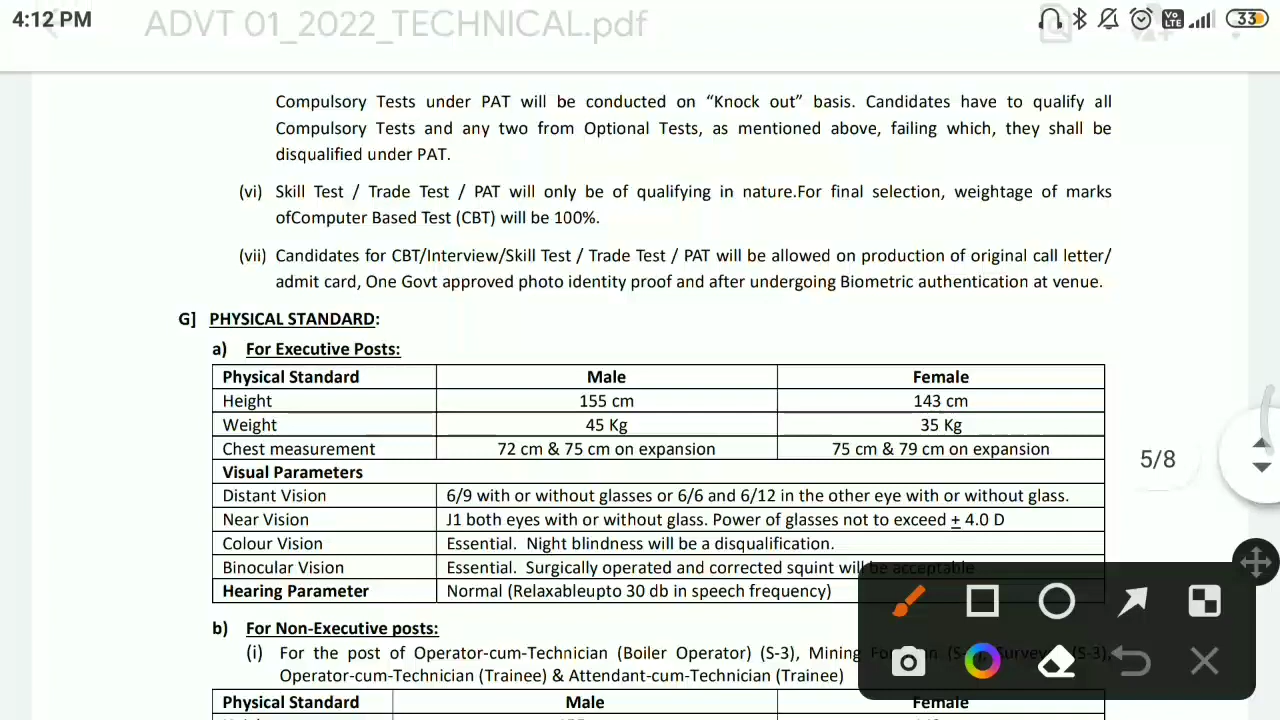 4:12 PM
ADVT 01_2022_TECHNICAL.pdf
Vo LTE
33
Compulsory Tests under PAT will be conducted on “Knock out” basis. Candidates have to qualify all
Compulsory Tests and any two from Optional Tests, as mentioned above, failing which, they shall be
disqualified under PAT.
(vi) Skill Test / Trade Test / PAT will only be of qualifying in nature.For final selection, weightage of marks
ofComputer Based Test (CBT) will be 100%.
(vii) Candidates for CBT/Interview/Skill Test / Trade Test / PAT will be allowed on production of original call letter/
admit card, One Govt approved photo identity proof and after undergoing Biometric authentication at venue.
G] PHYSICAL STANDARD:
a) For Executive Posts:
Physical Standard Male Female
Height 155 cm 143 cm
Weight 45 Kg 35 Kg
Chest measurement 72 cm & 75 cm on expansion 75 cm & 79 cm on expansion
5/8
Visual Parameters
Distant Vision 6/9 with or without glasses or 6/6 and 6/12 in the other eye with or without glass.
Near Vision J1 both eyes with or without glass. Power of glasses not to exceed ± 4.0 D
Colour Vision Essential. Night blindness will be a disqualification.
Binocular Vision Essential. Surgically operated and corrected squint will be acceptable
Hearing Parameter Normal (Relaxableupto 30 db in speech frequency)
b) For Non-Executive posts:
(i) For the post of Operator-cum-Technician (Boiler Operator) (S-3), Mining (S-3),
Operator-cum-Technician (Trainee) & Attendant-cum-Technician (Trainee)
Physical Standard Male Female